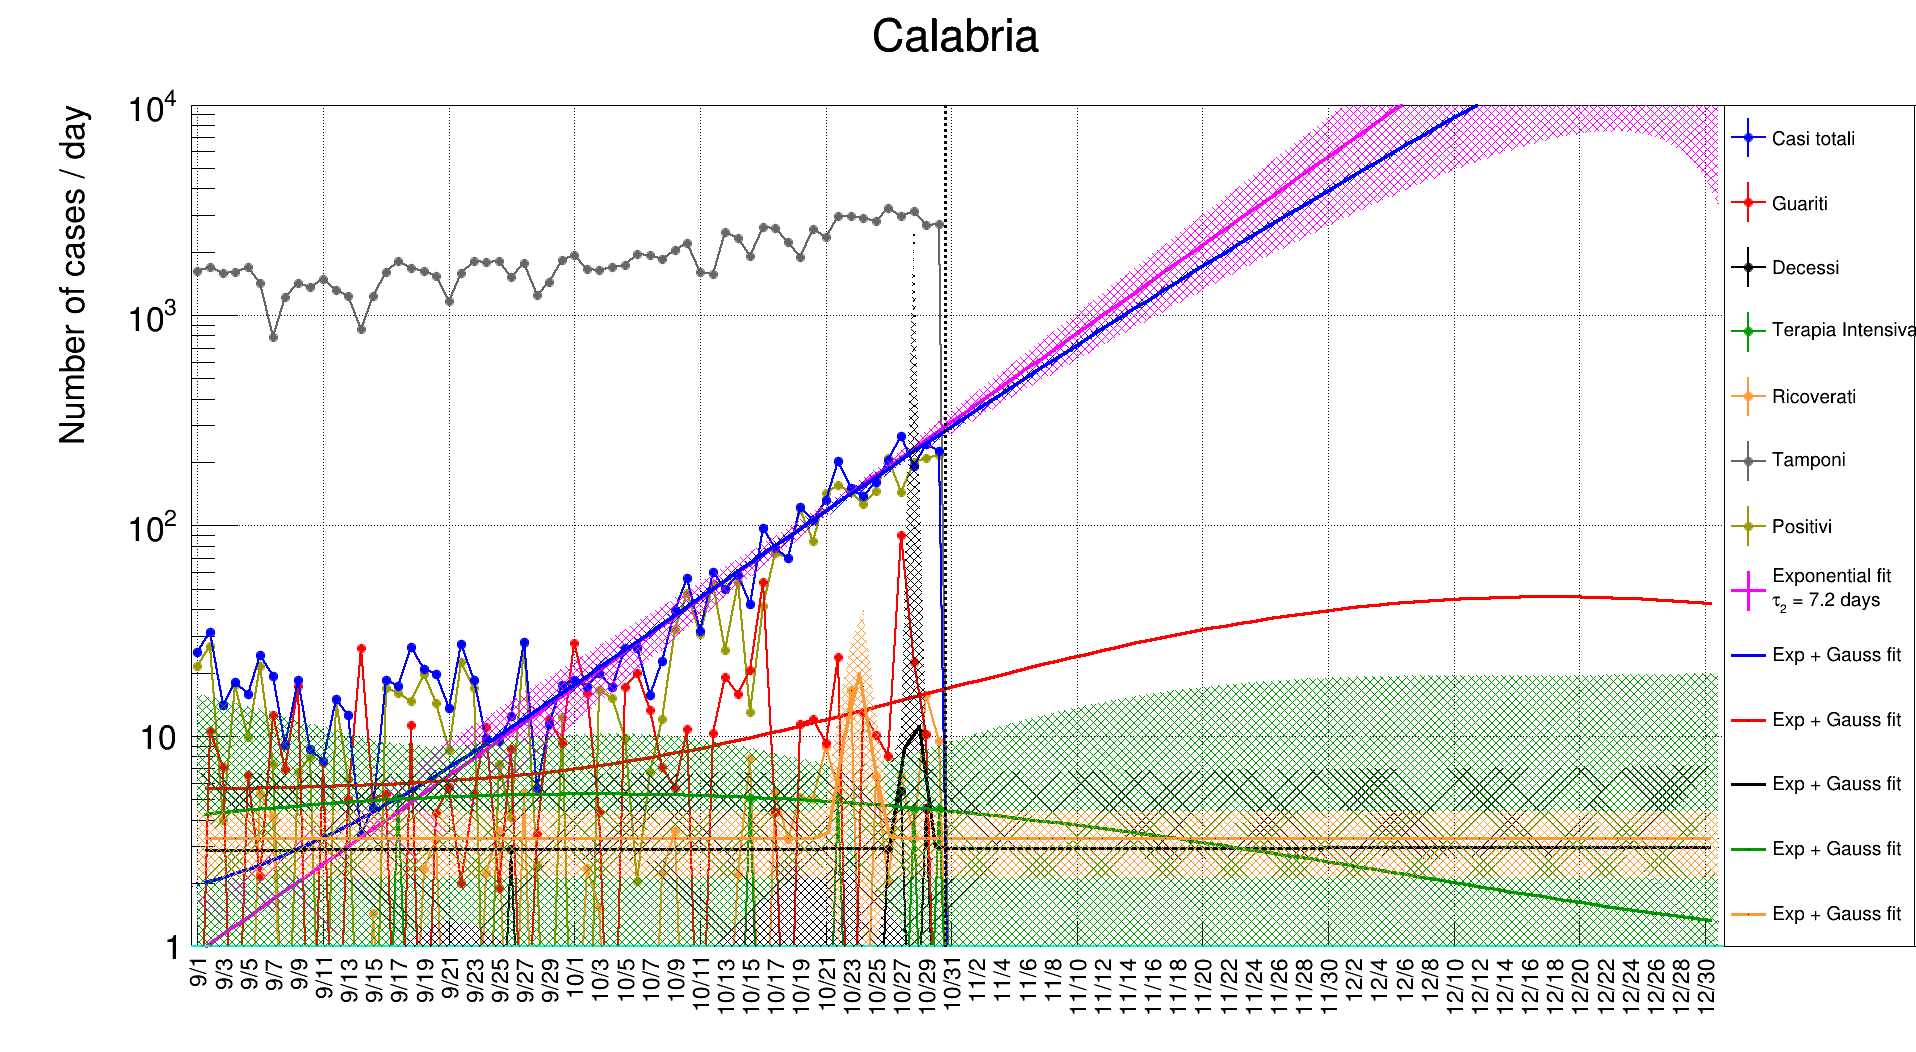 Calabria
Number of cases / day
10^4
10^3
10^2
10
1
9/1 9/3 9/5 9/7 9/9 9/11 9/13 9/15 9/17 9/19 9/21 9/23 9/25 9/27 9/29 10/1 10/3 10/5 10/7 10/9 10/11 10/13 10/15 10/17 10/19 10/21 10/23 10/25 10/27 10/29 10/31 11/2 11/4 11/6 11/8 11/10 11/12 11/14 11/16 11/18 11/20 11/22 11/24 11/26 11/28 11/30 12/2 12/4 12/6 12/8 12/10 12/12 12/14 12/16 12/18 12/20 12/22 12/24 12/26 12/28 12/30
Casi totali
Guariti
Decessi
Terapia Intensiva
Ricoverati
Tamponi
Positivi
Exponential fit
τ₂ = 7.2 days
Exp + Gauss fit
Exp + Gauss fit
Exp + Gauss fit
Exp + Gauss fit
Exp + Gauss fit